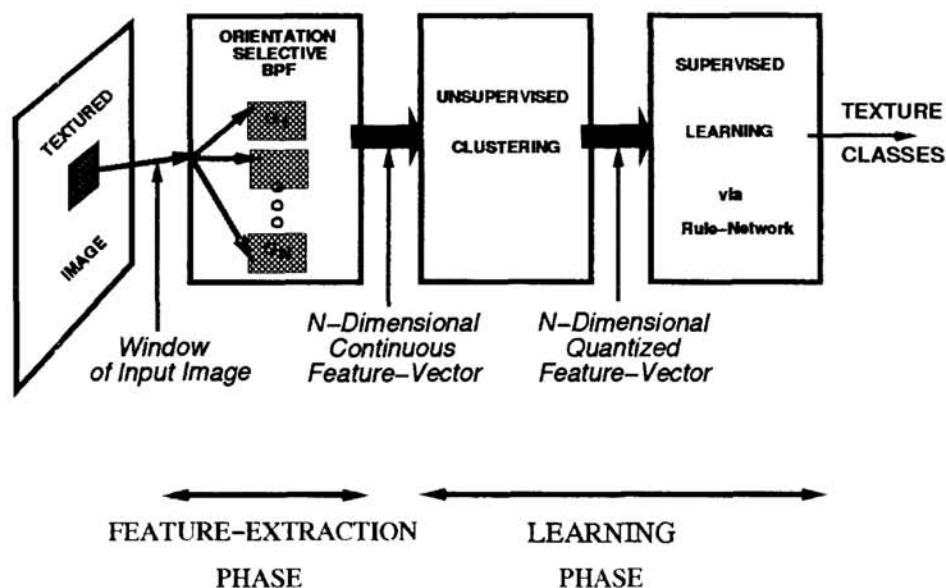 TEXTURED
IMAGE
ORIENTATION
SELECTIVE
BPF
UNSUPERVISED
CLUSTERING
SUPERVISED
LEARNING
via
Rule-Network
TEXTURE
CLASSES
Window
of Input Image
N-Dimensional
Continuous
Feature-Vector
N-Dimensional
Quantized
Feature-Vector
FEATURE-EXTRACTION
PHASE
LEARNING
PHASE